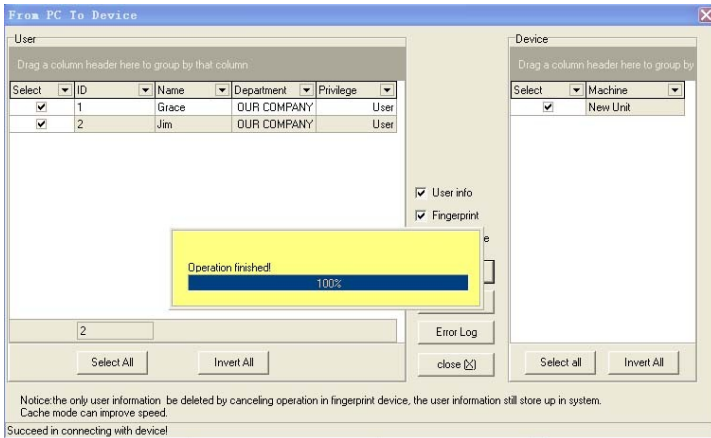 From PC To Device
User
Drag a column header here to group by that column
Select ID Name Department Privilege
1 Grace OUR COMPANY User
2 Jim OUR COMPANY User
2
Select All Invert All
User info
Fingerprint
e
Operation finished!
100%
Error Log
close (X)
Device
Drag a column header here to group by
Select Machine
New Unit
Select all Invert All
Notice:the only user information be deleted by canceling operation in fingerprint device, the user information still store up in system.
Cache mode can improve speed.
Succeed in connecting with device!